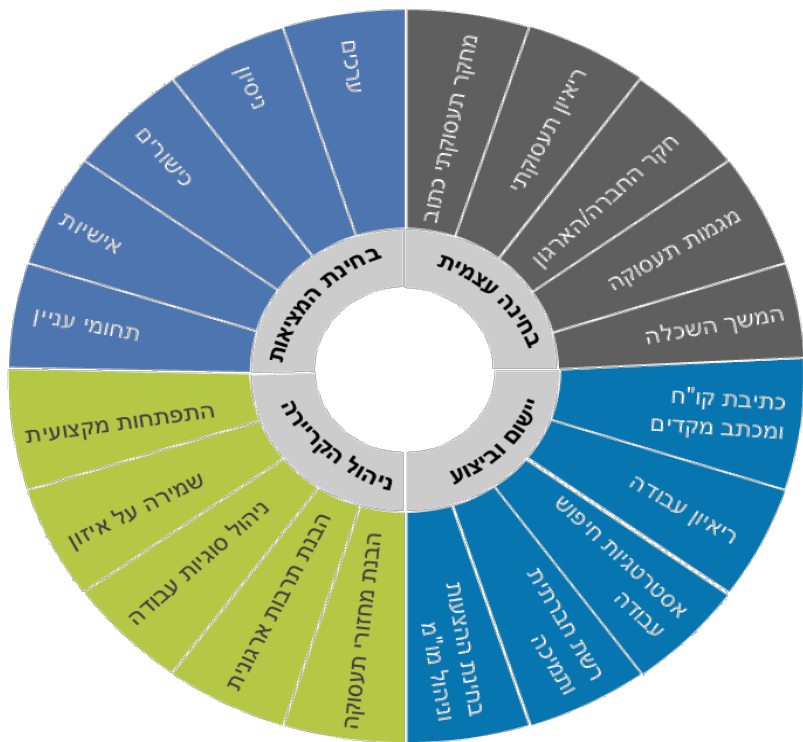 בחינה עצמית
מחקר תעסוקתי כתוב
ריאיון תעסוקתי
חקר החברה/הארגון
מגמות תעסוקה
המשך השכלה
יישום וביצוע
כתיבת קו"ח
ומכתב מקדים
ריאיון עבודה
אסטרטגיות חיפוש
עבודה
רשת חברתית
ותמיכה
בחינת ההצעות
וניהול מו"מ
ניהול הקריירה
הבנת מחזורי תעסוקה
הבנת תרבות ארגונית
ניהול סוגיות עבודה
שמירה על איזון
התפתחות מקצועית
בחינת המציאות
תחומי עניין
אישיות
כישורים
ניסיון
ערכים